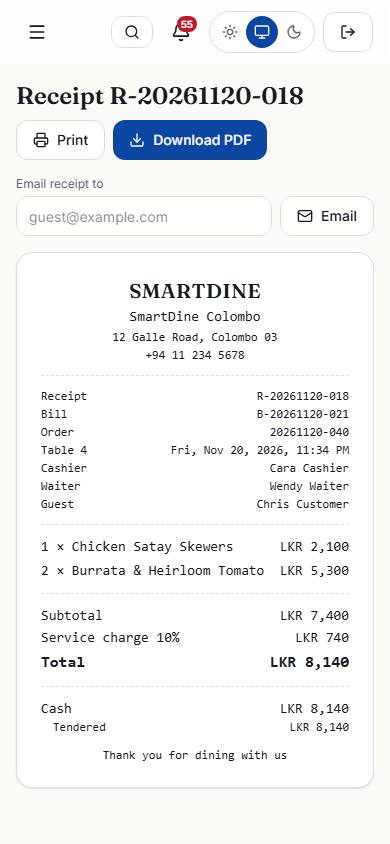 55
Receipt R-20261120-018
Print
Download PDF
Email receipt to
guest@example.com
Email
SMARTDINE
SmartDine Colombo
12 Galle Road, Colombo 03
+94 11 234 5678
Receipt R-20261120-018
Bill B-20261120-021
Order 20261120-040
Table 4 Fri, Nov 20, 2026, 11:34 PM
Cashier Cara Cashier
Waiter Wendy Waiter
Guest Chris Customer
1 × Chicken Satay Skewers LKR 2,100
2 × Burrata & Heirloom Tomato LKR 5,300
Subtotal LKR 7,400
Service charge 10% LKR 740
Total LKR 8,140
Cash LKR 8,140
Tendered LKR 8,140
Thank you for dining with us